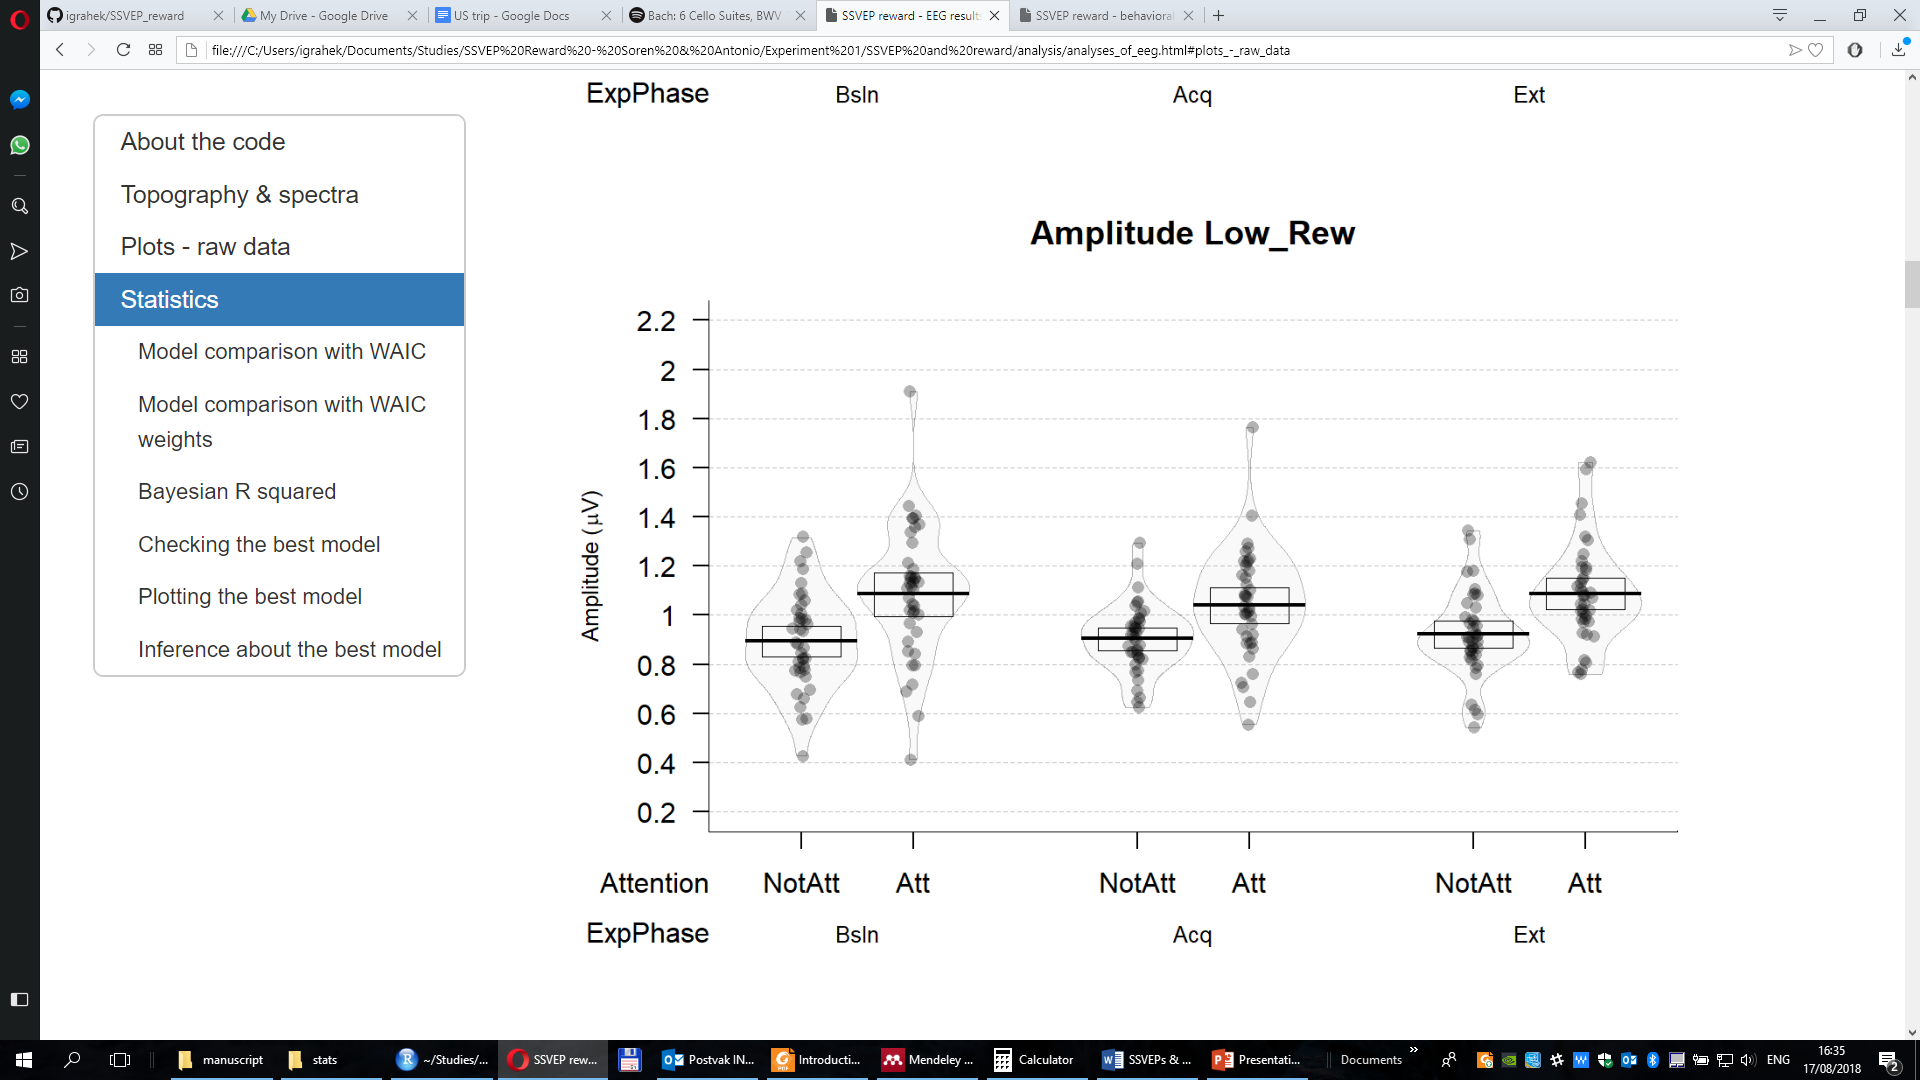 igrahek/SSVEP_reward
My Drive - Google Drive
US trip - Google Docs
Bach: 6 Cello Suites, BWV
SSVEP reward - EEG results
SSVEP reward - behavioral
file:///C:/Users/igrahek/Documents/Studies/SSVEP%20Reward%20-%20Soren%20&%20Antonio/Experiment%201/SSVEP%20and%20reward/analysis/analyses_of_eeg.html#plots_-_raw_data
ExpPhase Bsln Acq Ext
About the code
Topography & spectra
Plots - raw data
Statistics
Model comparison with WAIC
Model comparison with WAIC
weights
Bayesian R squared
Checking the best model
Plotting the best model
Inference about the best model
Amplitude Low_Rew
Amplitude (µV)
2.2
2
1.8
1.6
1.4
1.2
1
0.8
0.6
0.4
0.2
Attention NotAtt Att NotAtt Att NotAtt Att
ExpPhase Bsln Acq Ext
manuscript
stats
~/Studies/...
SSVEP rew...
Postvak IN...
Introducti...
Mendeley ...
Calculator
SSVEPs & ...
Presentati...
Documents
ENG
16:35
17/08/2018
2